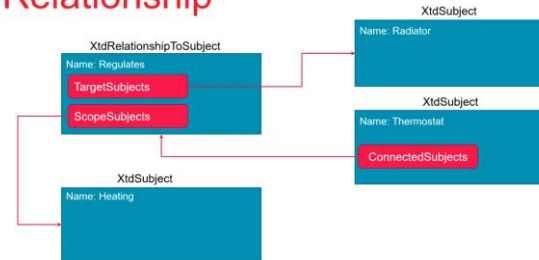 Relationship
XtdSubject
Name: Radiator
XtdRelationshipToSubject
Name: Regulates
TargetSubjects
ScopeSubjects
XtdSubject
Name: Thermostat
ConnectedSubjects
XtdSubject
Name: Heating